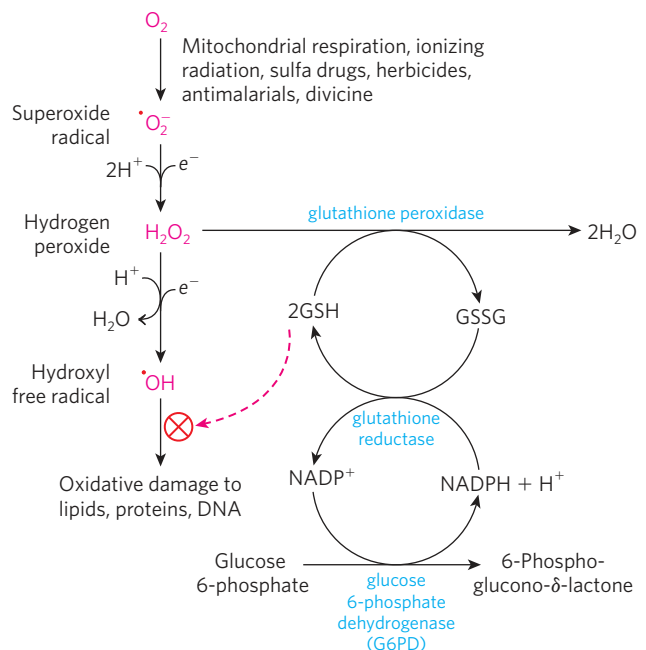 O₂
Mitochondrial respiration, ionizing
radiation, sulfa drugs, herbicides,
antimalarials, divicine
Superoxide
radical
•O₂⁻
2H⁺
e⁻
Hydrogen
peroxide
H₂O₂
glutathione peroxidase
2H₂O
H⁺
e⁻
H₂O
2GSH
GSSG
Hydroxyl
free radical
•OH
glutathione
reductase
Oxidative damage to
lipids, proteins, DNA
NADP⁺
NADPH + H⁺
Glucose
6-phosphate
glucose
6-phosphate
dehydrogenase
(G6PD)
6-Phospho-
glucono-δ-lactone